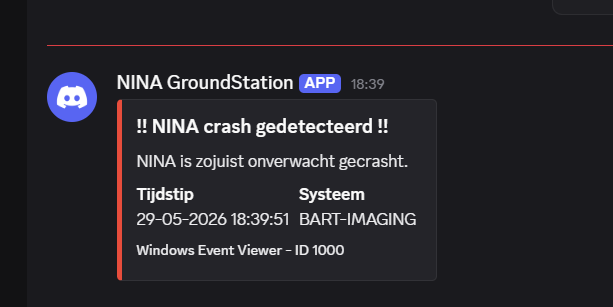 NINA GroundStation APP 18:39
!! NINA crash gedetecteerd !!
NINA is zojuist onverwacht gecrasht.
Tijdstip Systeem
29-05-2026 18:39:51 BART-IMAGING
Windows Event Viewer - ID 1000